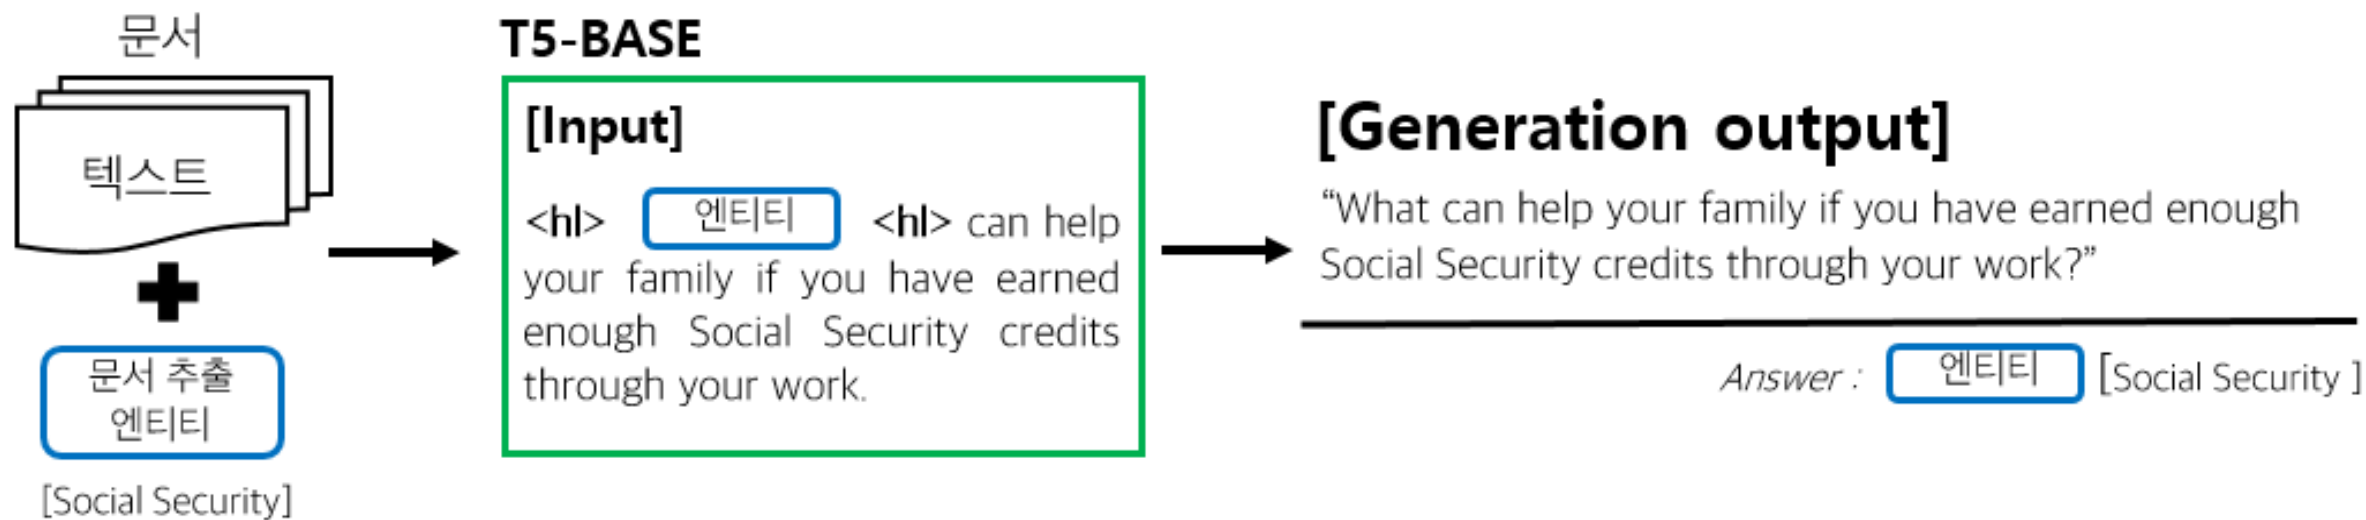 문서
텍스트
문서 추출
엔티티
[Social Security]
T5-BASE
[Input]
<hl> 엔티티 <hl> can help
your family if you have earned
enough Social Security credits
through your work.
[Generation output]
“What can help your family if you have earned enough
Social Security credits through your work?”
Answer : 엔티티 [Social Security ]